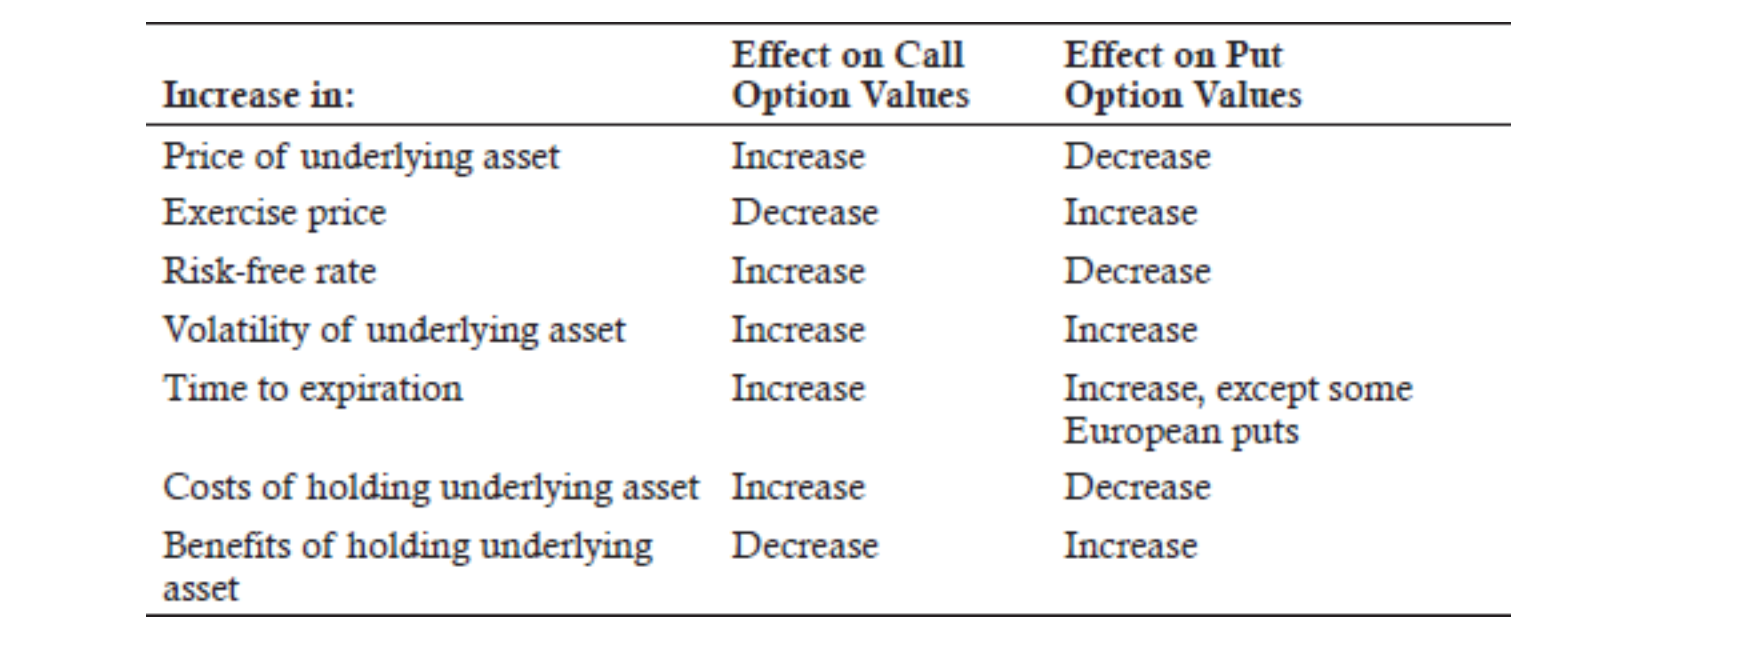 Effect on Call Effect on Put
Increase in: Option Values Option Values
Price of underlying asset Increase Decrease
Exercise price Decrease Increase
Risk-free rate Increase Decrease
Volatility of underlying asset Increase Increase
Time to expiration Increase Increase, except some
European puts
Costs of holding underlying asset Increase Decrease
Benefits of holding underlying Decrease Increase
asset